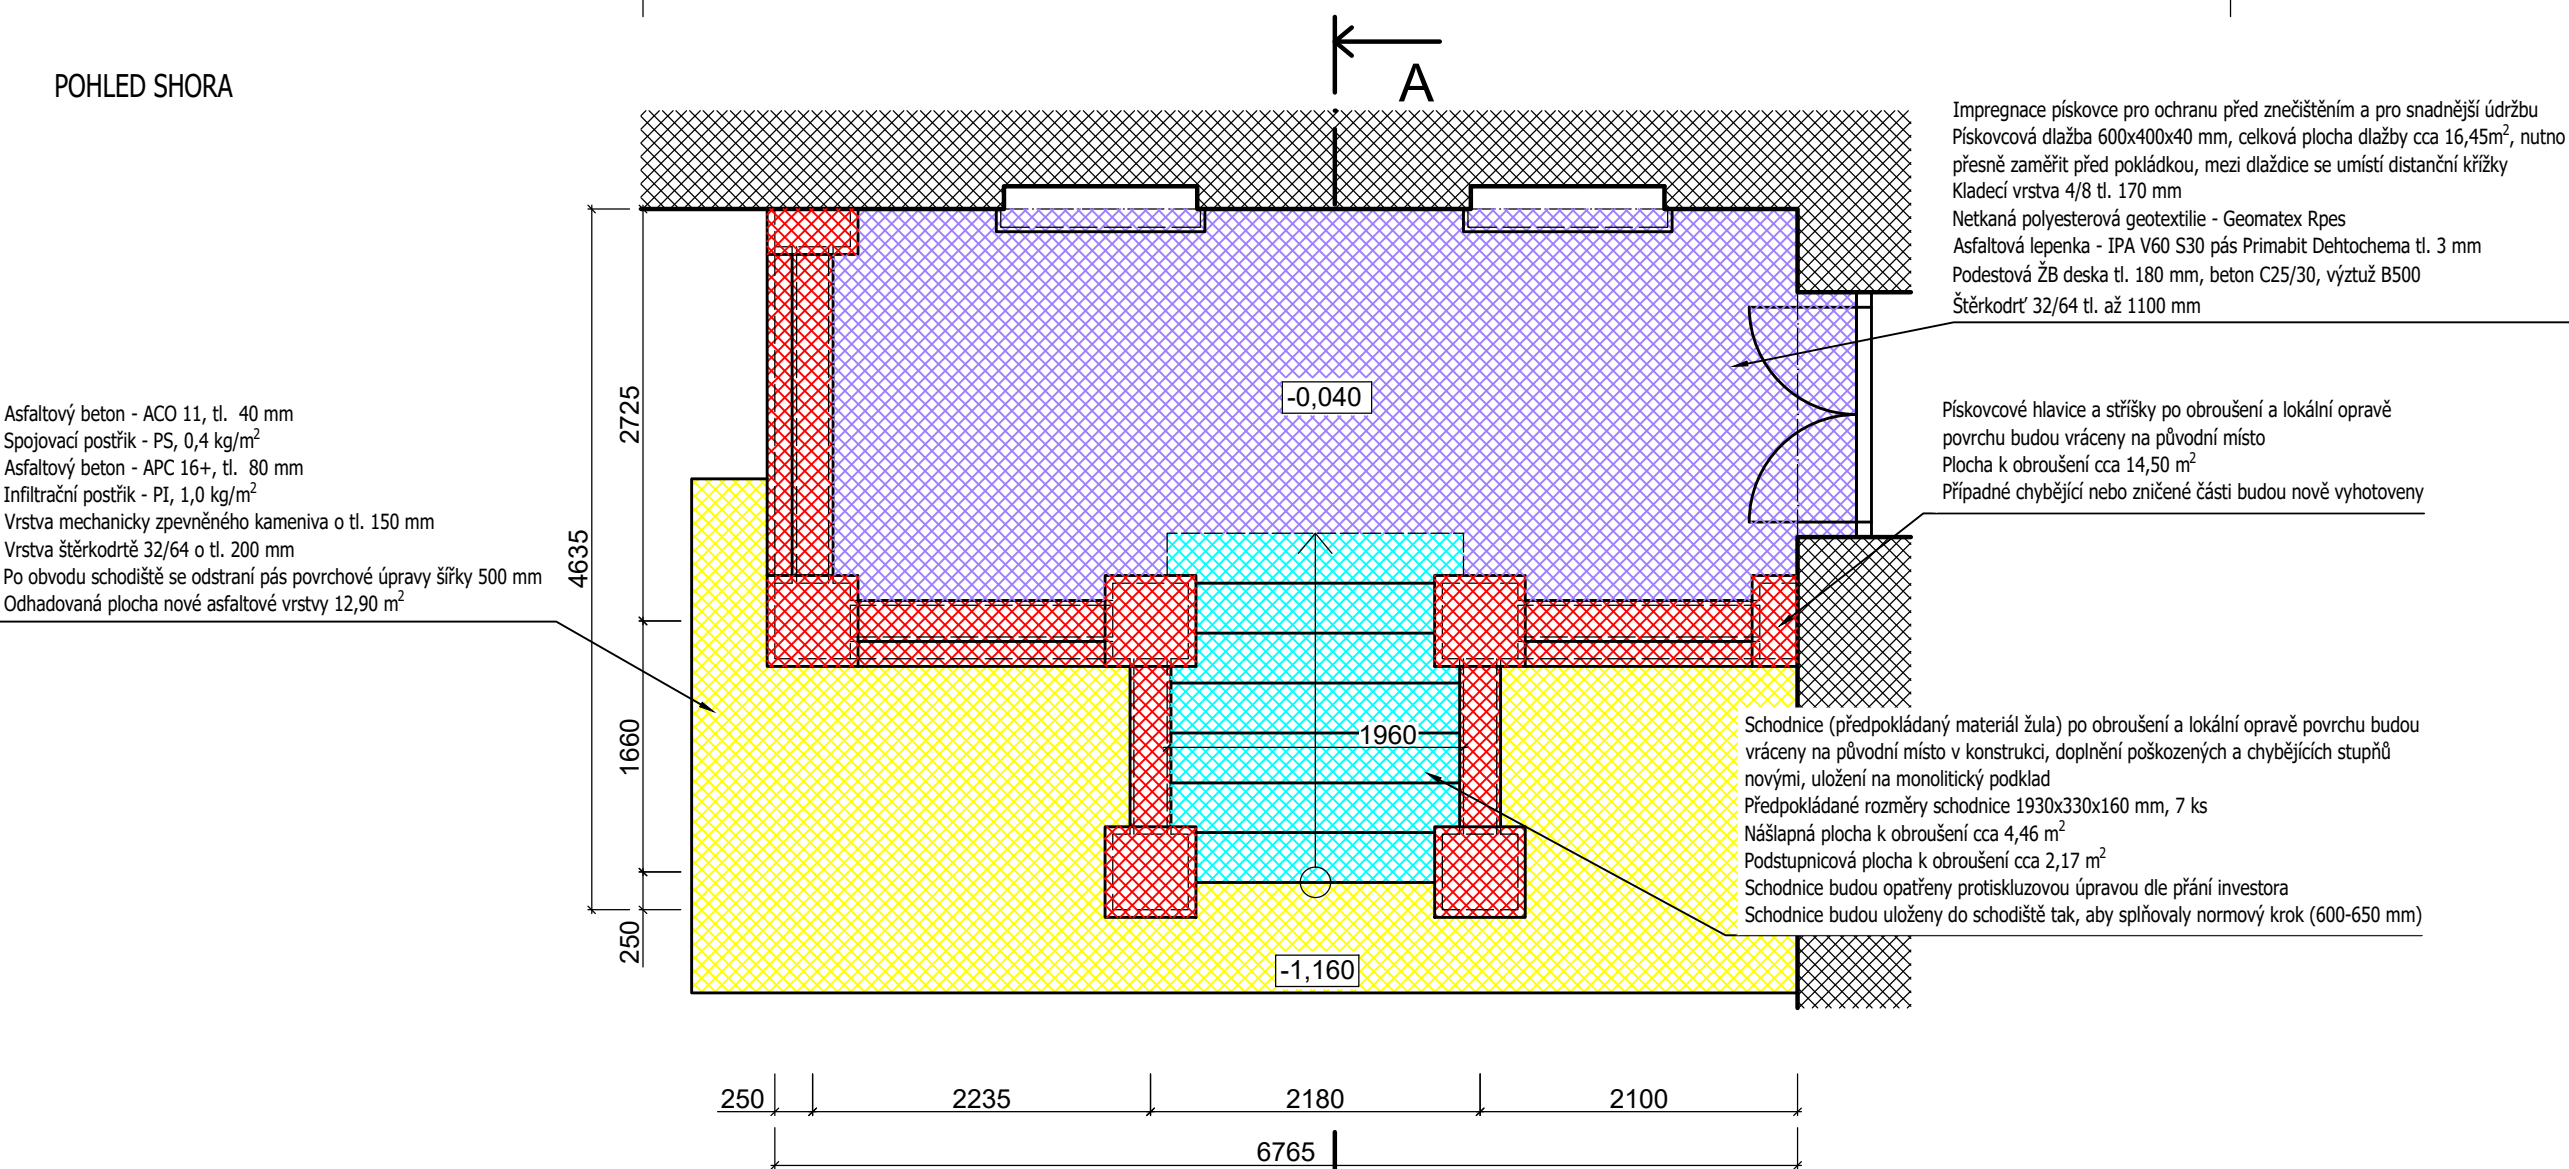 POHLED SHORA
A
Impregnace pískovce pro ochranu před znečištěním a pro snadnější údržbu
Pískovcová dlažba 600x400x40 mm, celková plocha dlažby cca 16,45m², nutno
přesně zaměřit před pokládkou, mezi dlaždice se umístí distanční křížky
Kladecí vrstva 4/8 tl. 170 mm
Netkaná polyesterová geotextilie - Geomatex Rpes
Asfaltová lepenka - IPA V60 S30 pás Primabit Dehtochema tl. 3 mm
Podestová ŽB deska tl. 180 mm, beton C25/30, výztuž B500
Štěrkodrť 32/64 tl. až 1100 mm
Asfaltový beton - ACO 11, tl. 40 mm
Spojovací postřik - PS, 0,4 kg/m²
Asfaltový beton - APC 16+, tl. 80 mm
Infiltrační postřik - PI, 1,0 kg/m²
Vrstva mechanicky zpevněného kameniva o tl. 150 mm
Vrstva štěrkodrtě 32/64 o tl. 200 mm
Po obvodu schodiště se odstraní pás povrchové úpravy šířky 500 mm
Odhadovaná plocha nové asfaltové vrstvy 12,90 m²
Pískovcové hlavice a stříšky po obroušení a lokální opravě
povrchu budou vráceny na původní místo
Plocha k obroušení cca 14,50 m²
Případné chybějící nebo zničené části budou nově vyhotoveny
Schodnice (předpokládaný materiál žula) po obroušení a lokální opravě povrchu budou
vráceny na původní místo v konstrukci, doplnění poškozených a chybějících stupňů
novými, uložení na monolitický podklad
Předpokládané rozměry schodnice 1930x330x160 mm, 7 ks
Nášlapná plocha k obroušení cca 4,46 m²
Podstupnicová plocha k obroušení cca 2,17 m²
Schodnice budou opatřeny protiskluzovou úpravou dle přání investora
Schodnice budou uloženy do schodiště tak, aby splňovaly normový krok (600-650 mm)
-0,040
2725
4635
1660
250
1960
-1,160
250
2235
2180
2100
6765